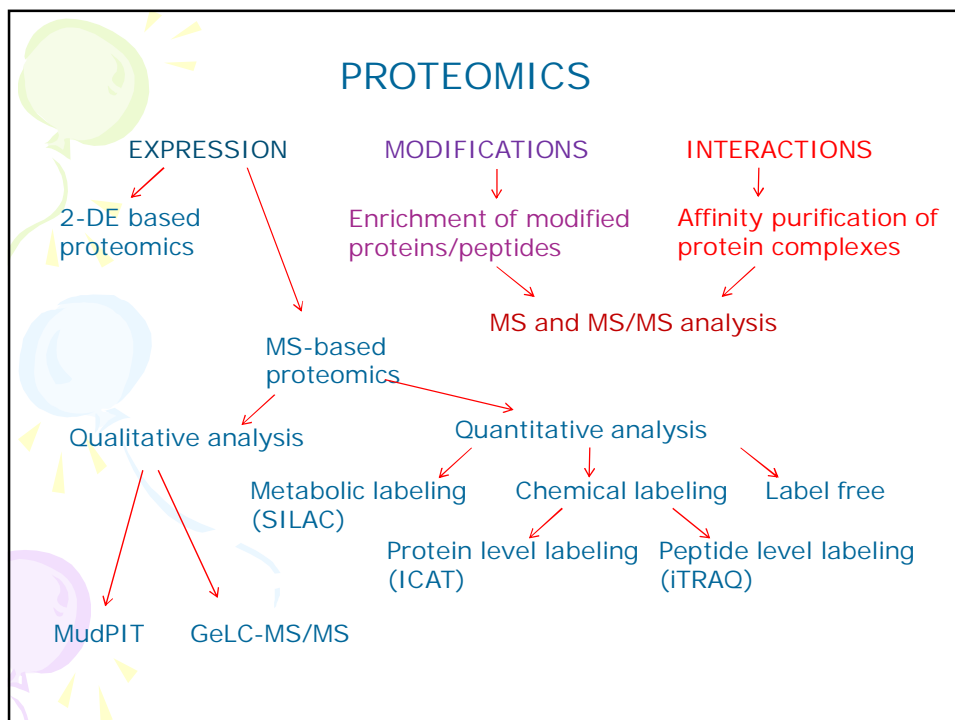 PROTEOMICS
EXPRESSION
MODIFICATIONS
INTERACTIONS
2-DE based
proteomics
Enrichment of modified
proteins/peptides
Affinity purification of
protein complexes
MS and MS/MS analysis
MS-based
proteomics
Qualitative analysis
Quantitative analysis
Metabolic labeling
(SILAC)
Chemical labeling
Label free
Protein level labeling
(ICAT)
Peptide level labeling
(iTRAQ)
MudPIT
GeLC-MS/MS